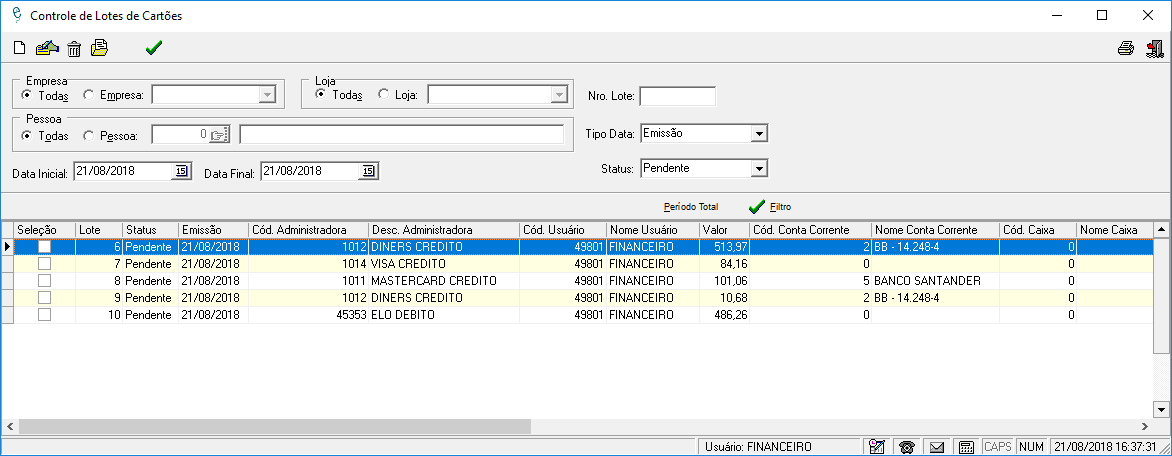 Controle de Lotes de Cartões
Empresa
Todas Empresa:
Loja
Todas Loja:
Nro. Lote:
Pessoa
Todas Pessoa: 0
Tipo Data: Emissão
Data Inicial: 21/08/2018 15 Data Final: 21/08/2018 15
Status: Pendente
Período Total Filtro
Seleção Lote Status Emissão Cód. Administradora Desc. Administradora Cód. Usuário Nome Usuário Valor Cód. Conta Corrente Nome Conta Corrente Cód. Caixa Nome Caixa
6 Pendente 21/08/2018 1012 DINERS CREDITO 49801 FINANCEIRO 513,97 2 BB - 14.248-4 0
7 Pendente 21/08/2018 1014 VISA CREDITO 49801 FINANCEIRO 84,16 0 0
8 Pendente 21/08/2018 1011 MASTERCARD CREDITO 49801 FINANCEIRO 101,06 5 BANCO SANTANDER 0
9 Pendente 21/08/2018 1012 DINERS CREDITO 49801 FINANCEIRO 10,68 2 BB - 14.248-4 0
10 Pendente 21/08/2018 45353 ELO DEBITO 49801 FINANCEIRO 486,26 0 0
Usuário: FINANCEIRO CAPS NUM 21/08/2018 16:37:31